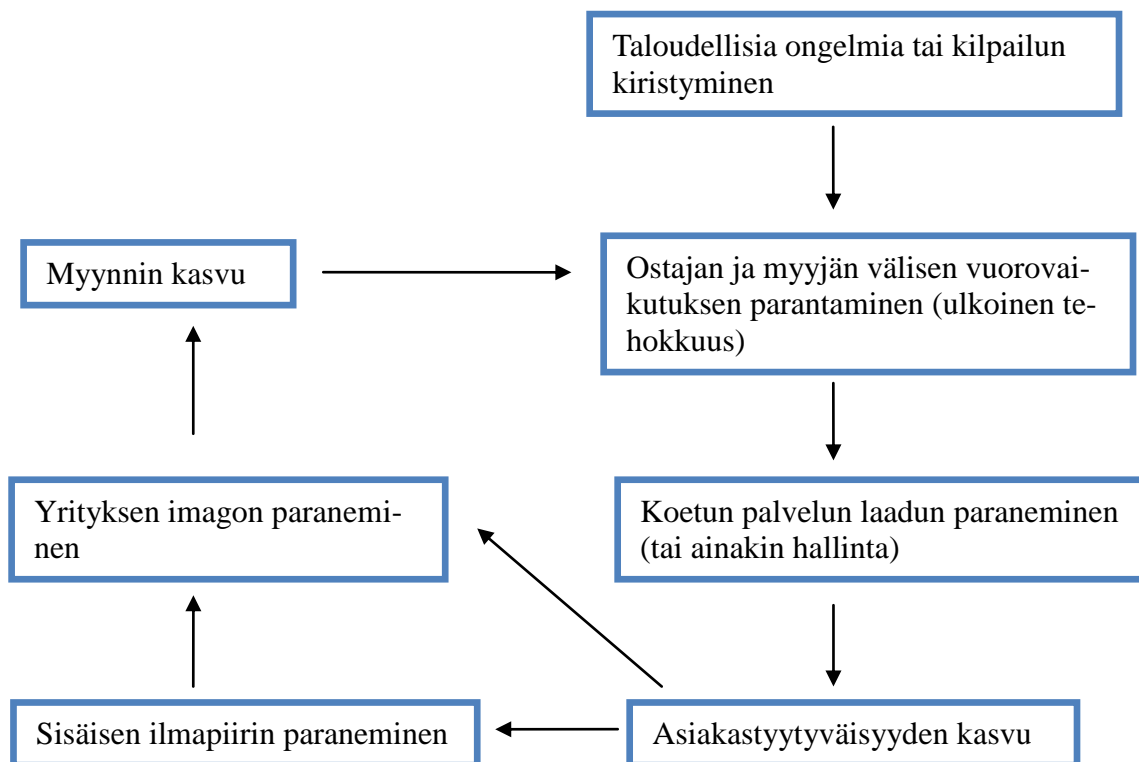 Taloudellisia ongelmia tai kilpailun
kiristyminen
Myynnin kasvu
Ostajan ja myyjän välisen vuorovai-
kutuksen parantaminen (ulkoinen te-
hokkuus)
Yrityksen imagon paranemi-
nen
Koetun palvelun laadun paraneminen
(tai ainakin hallinta)
Sisäisen ilmapiirin paraneminen
Asiakastyytyväisyyden kasvu